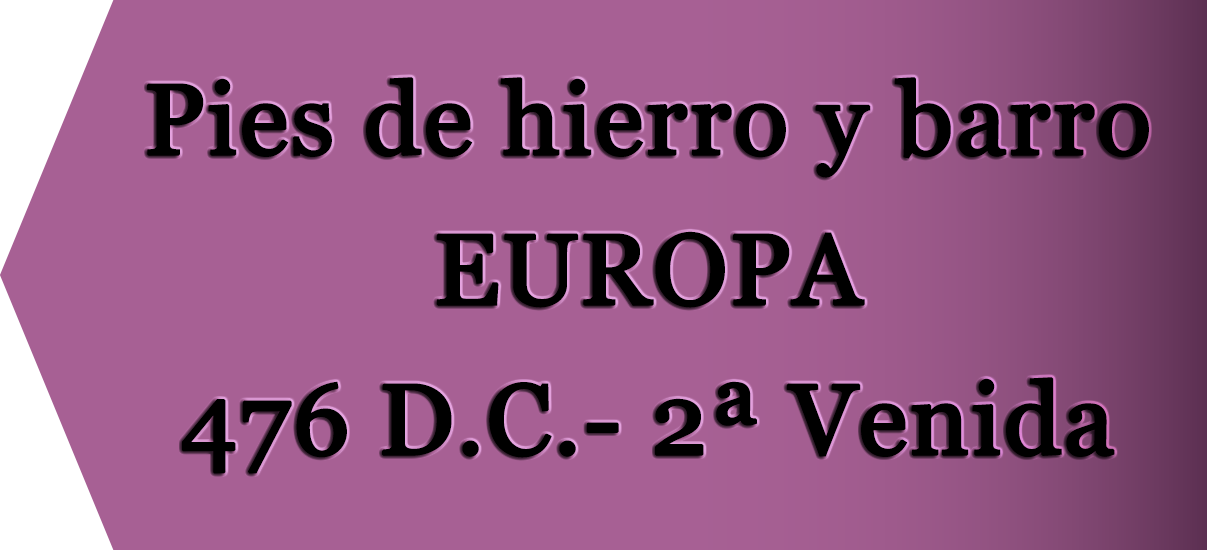 Pies de hierro y barro
EUROPA
476 D.C.- 2ª Venida